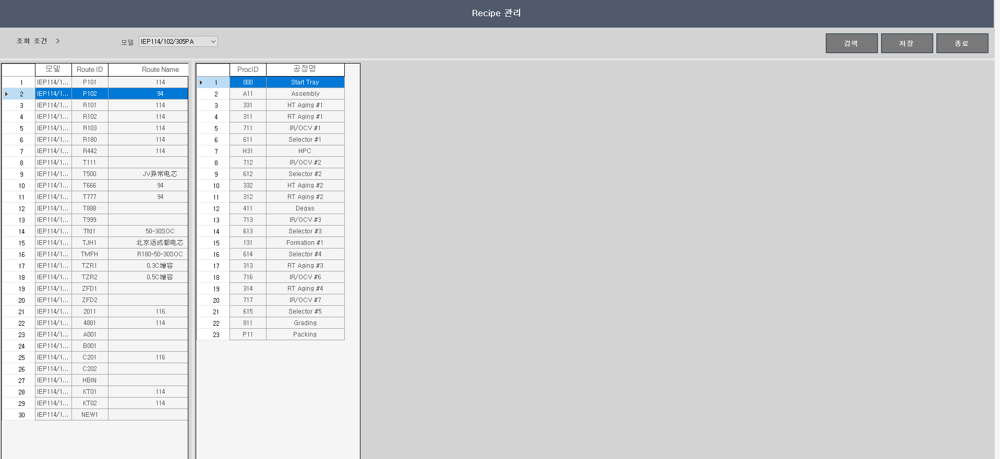 Recipe 관리
조회 조건 >
모델 IEP114/102/305PA
검색 저장 종료
모델 Route ID Route Name
1 IEP114/1... P101 114
2 IEP114/1... P102 94
3 IEP114/1... R101 114
4 IEP114/1... R102 114
5 IEP114/1... R103 114
6 IEP114/1... R180 114
7 IEP114/1... R442 114
8 IEP114/1... T111
9 IEP114/1... T500 JV异常电芯
10 IEP114/1... T666 94
11 IEP114/1... T777 94
12 IEP114/1... T888
13 IEP114/1... T999
14 IEP114/1... Tfd1 50-30SOC
15 IEP114/1... TJH1 北京返成都电芯
16 IEP114/1... TMFH R180-50-30SOC
17 IEP114/1... TZR1 0.3C增容
18 IEP114/1... TZR2 0.5C增容
19 IEP114/1... ZFD1
20 IEP114/1... ZFD2
21 IEP114/1... 2011 116
22 IEP114/1... 4881 114
23 IEP114/1... A001
24 IEP114/1... B001
25 IEP114/1... C201 116
26 IEP114/1... C202
27 IEP114/1... HBIN
28 IEP114/1... KT01 114
29 IEP114/1... KT02 114
30 IEP114/1... NEW1
ProcID 공정명
1 000 Start Tray
2 A11 Assembly
3 331 HT Aging #1
4 311 RT Aging #1
5 711 IR/OCV #1
6 611 Selector #1
7 H31 HPC
8 712 IR/OCV #2
9 612 Selector #2
10 332 HT Aging #2
11 312 RT Aging #2
12 411 Degas
13 713 IR/OCV #3
14 613 Selector #3
15 131 Formation #1
16 614 Selector #4
17 313 RT Aging #3
18 716 IR/OCV #6
19 314 RT Aging #4
20 717 IR/OCV #7
21 615 Selector #5
22 811 Grading
23 P11 Packing